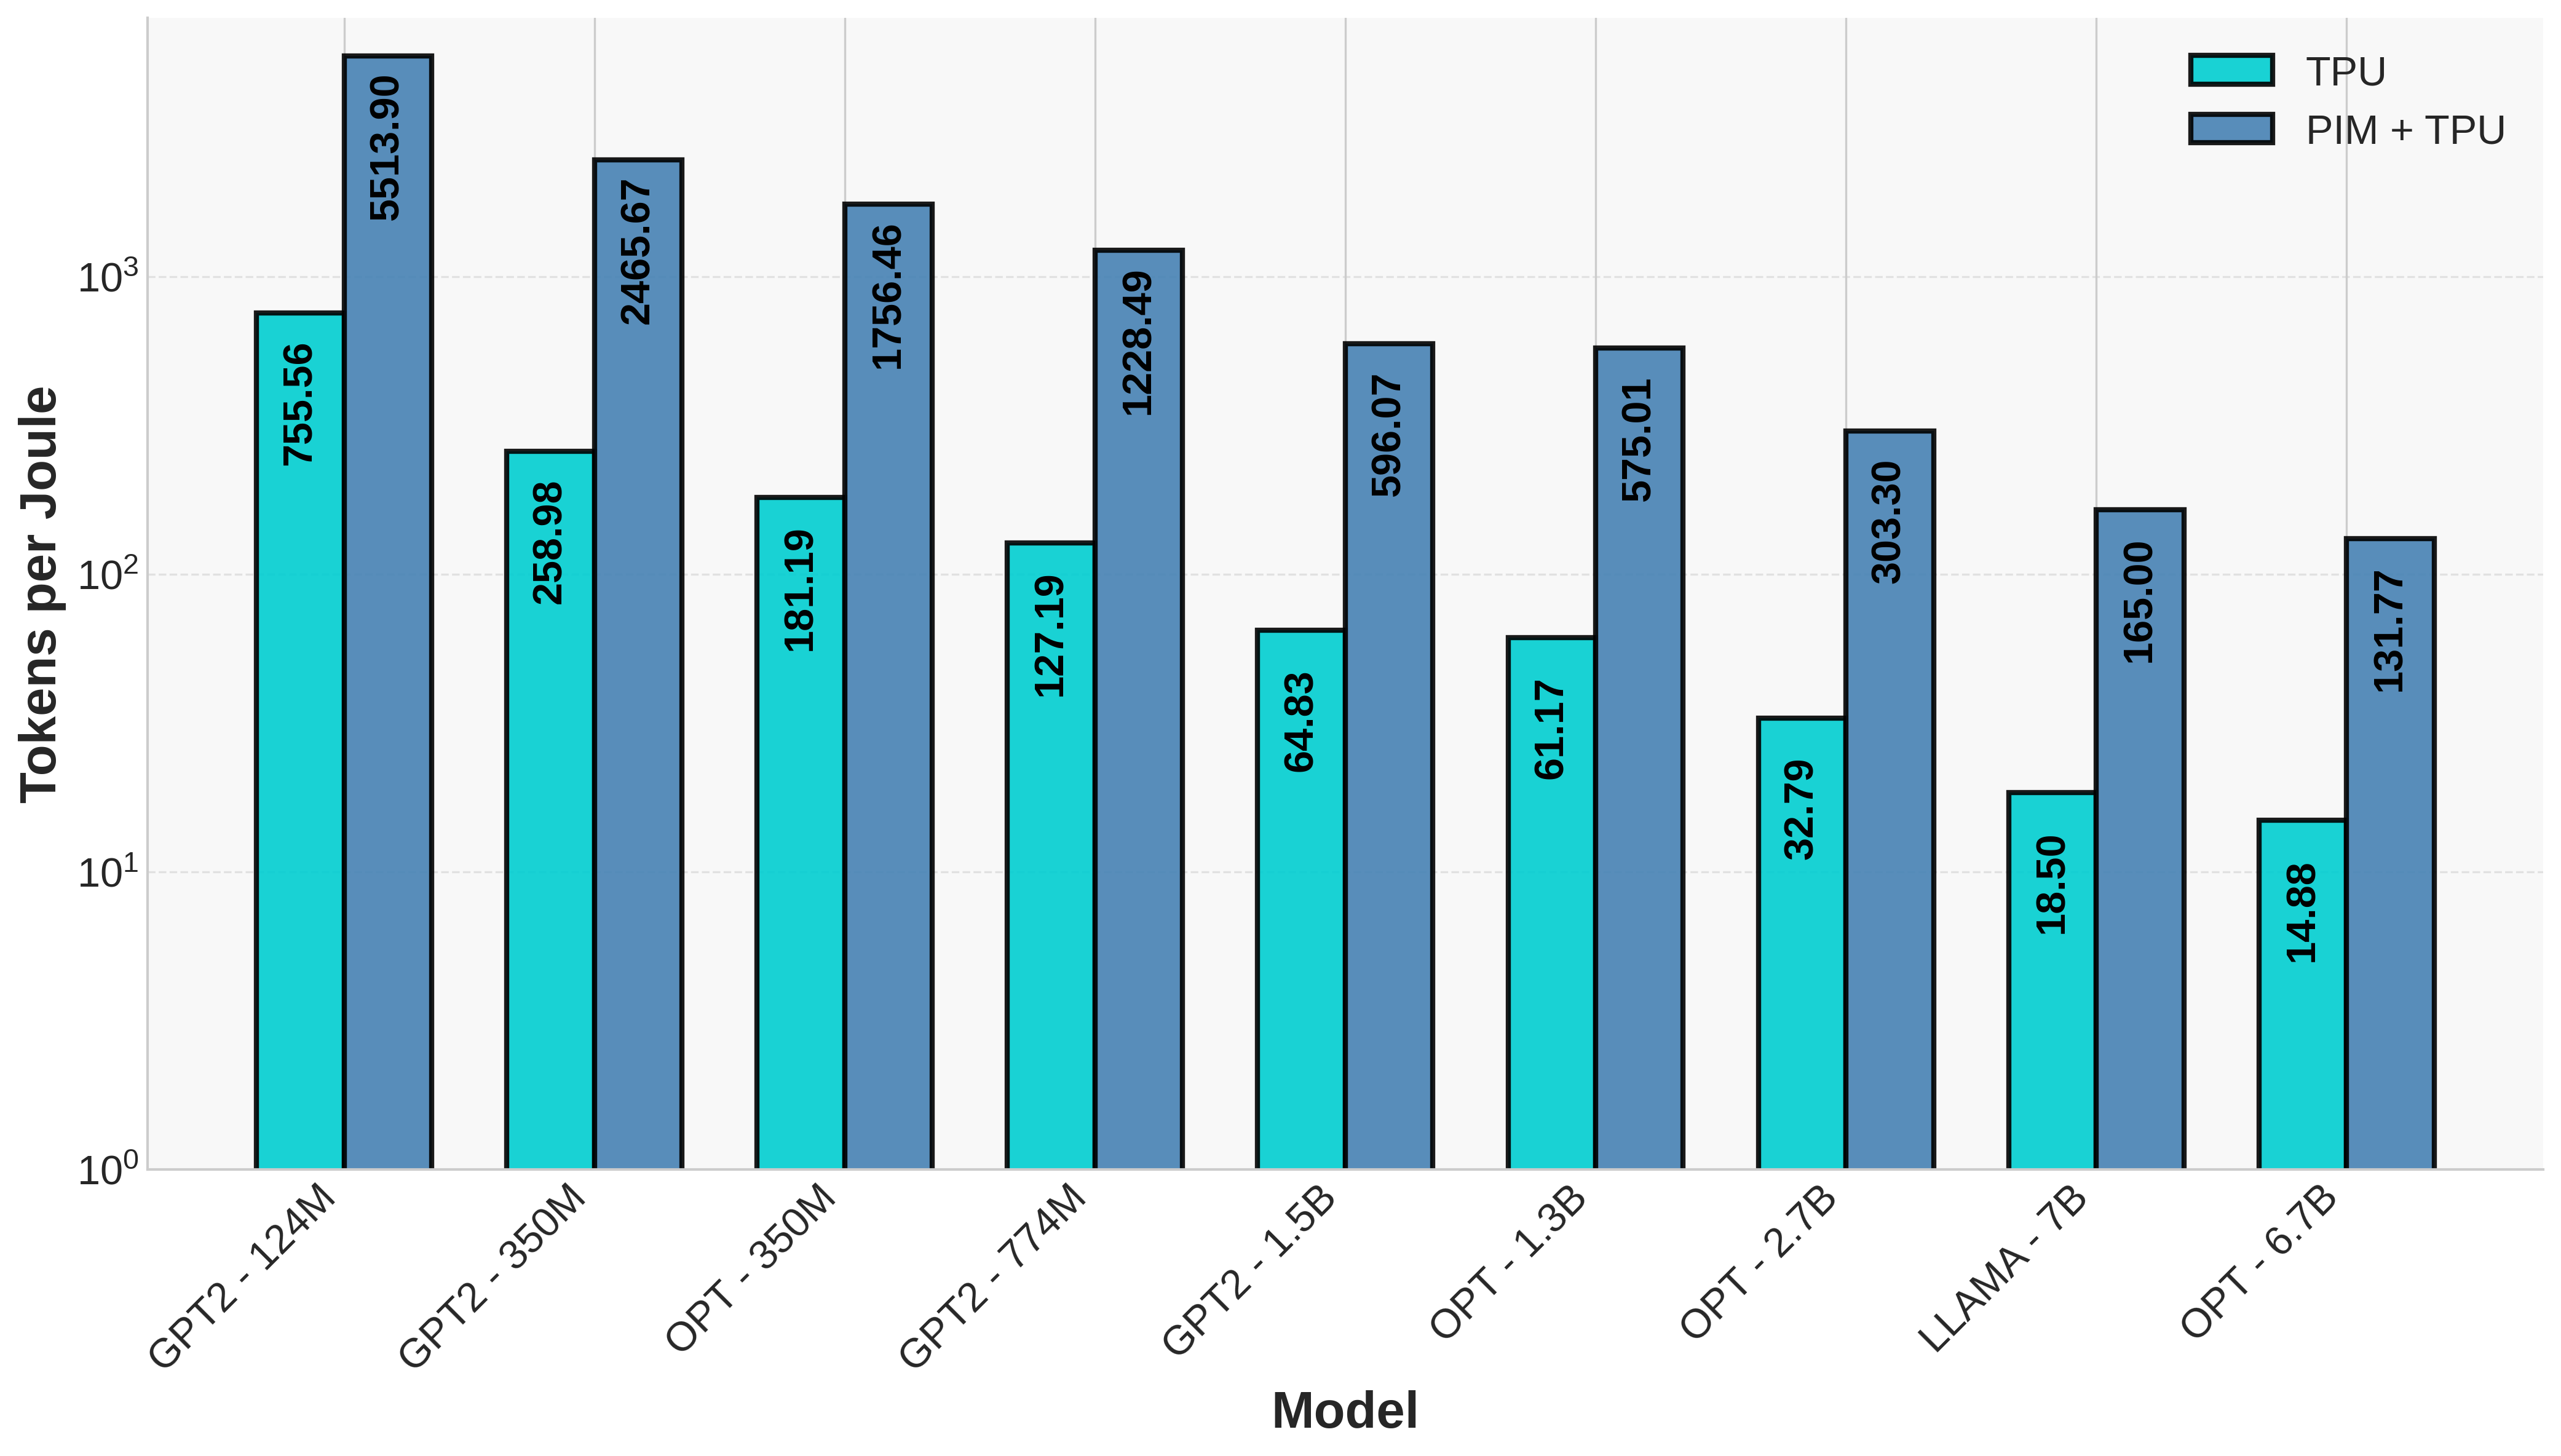 TPU
PIM + TPU
Tokens per Joule
10³
10²
10¹
10⁰
755.56
5513.90
258.98
2465.67
181.19
1756.46
127.19
1228.49
64.83
596.07
61.17
575.01
32.79
303.30
18.50
165.00
14.88
131.77
GPT2 - 124M
GPT2 - 350M
OPT - 350M
GPT2 - 774M
GPT2 - 1.5B
OPT - 1.3B
OPT - 2.7B
LLAMA - 7B
OPT - 6.7B
Model